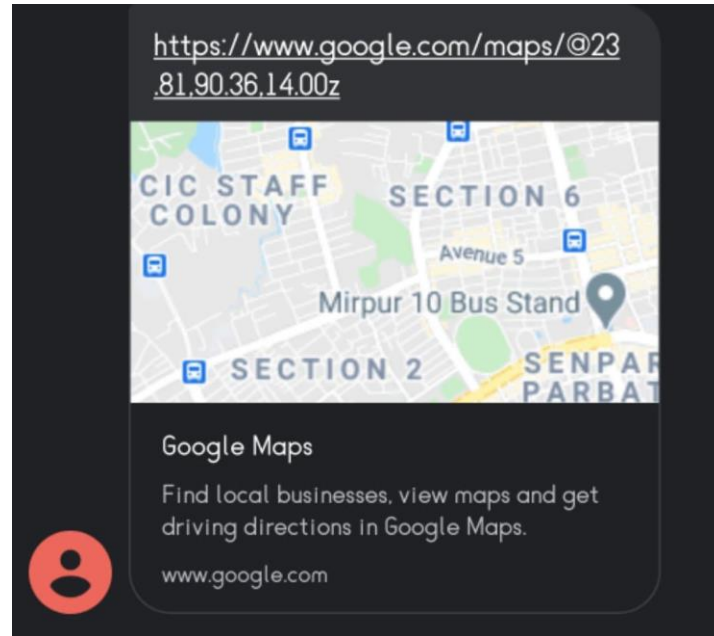 https://www.google.com/maps/@23
.81,90.36,14.00z
CIC STAFF
COLONY
SECTION 6
Avenue 5
Mirpur 10 Bus Stand
SECTION 2
SENPAR
PARBAT
Google Maps
Find local businesses, view maps and get
driving directions in Google Maps.
www.google.com